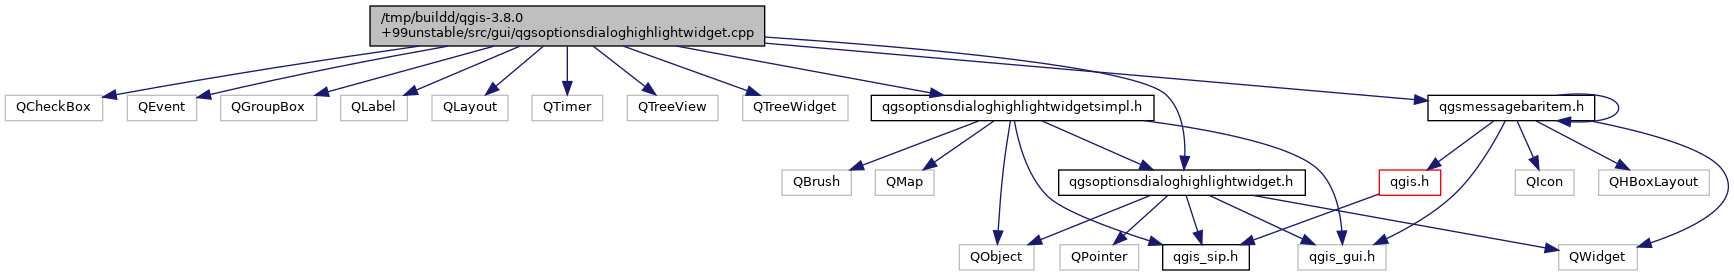 /tmp/buildd/qgis-3.8.0
+99unstable/src/gui/qgsoptionsdialoghighlightwidget.cpp
QCheckBox
QEvent
QGroupBox
QLabel
QLayout
QTimer
QTreeView
QTreeWidget
qgsoptionsdialoghighlightwidgetsimpl.h
qgsmessagebaritem.h
QBrush
QMap
qgsoptionsdialoghighlightwidget.h
qgis.h
QIcon
QHBoxLayout
QObject
QPointer
qgis_sip.h
qgis_gui.h
QWidget